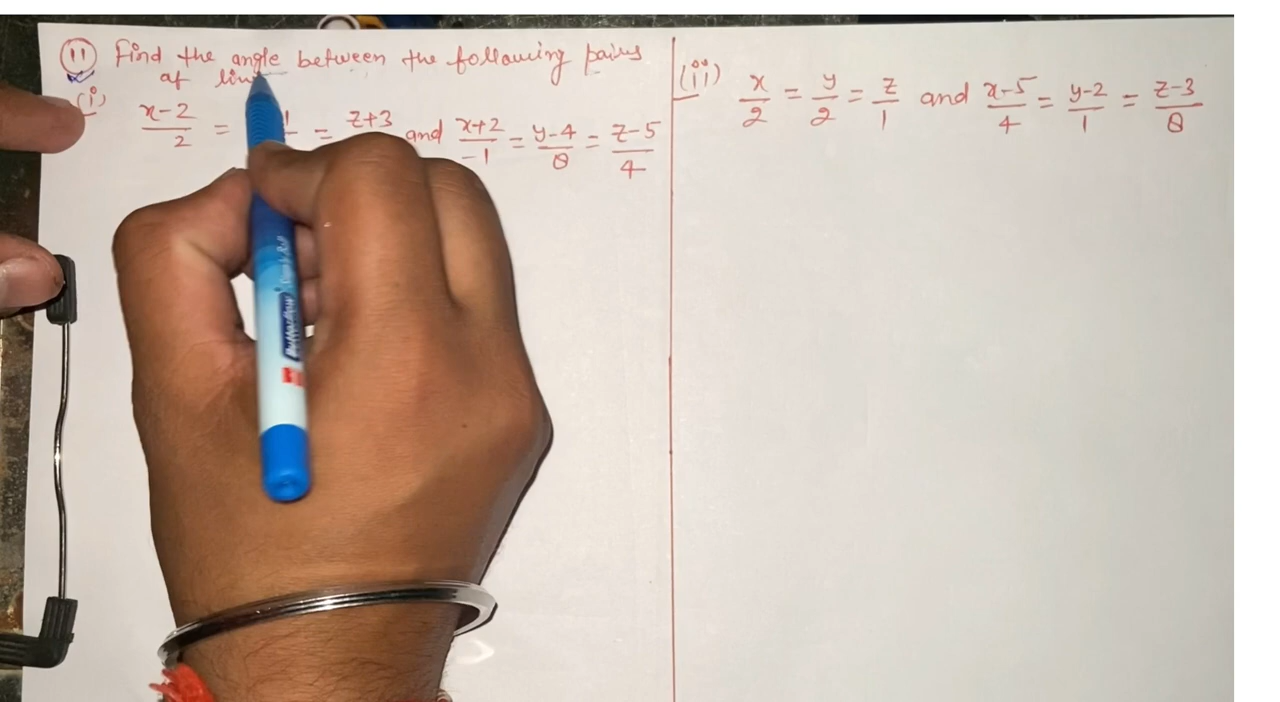 (11) Find the angle between the following pairs
of
(i) x-2/2 = = z+3 and x+2/-1 = y-4/8 = z-5/4
(ii) x/2 = y/2 = z/1 and x-5/4 = y-2/1 = z-3/8